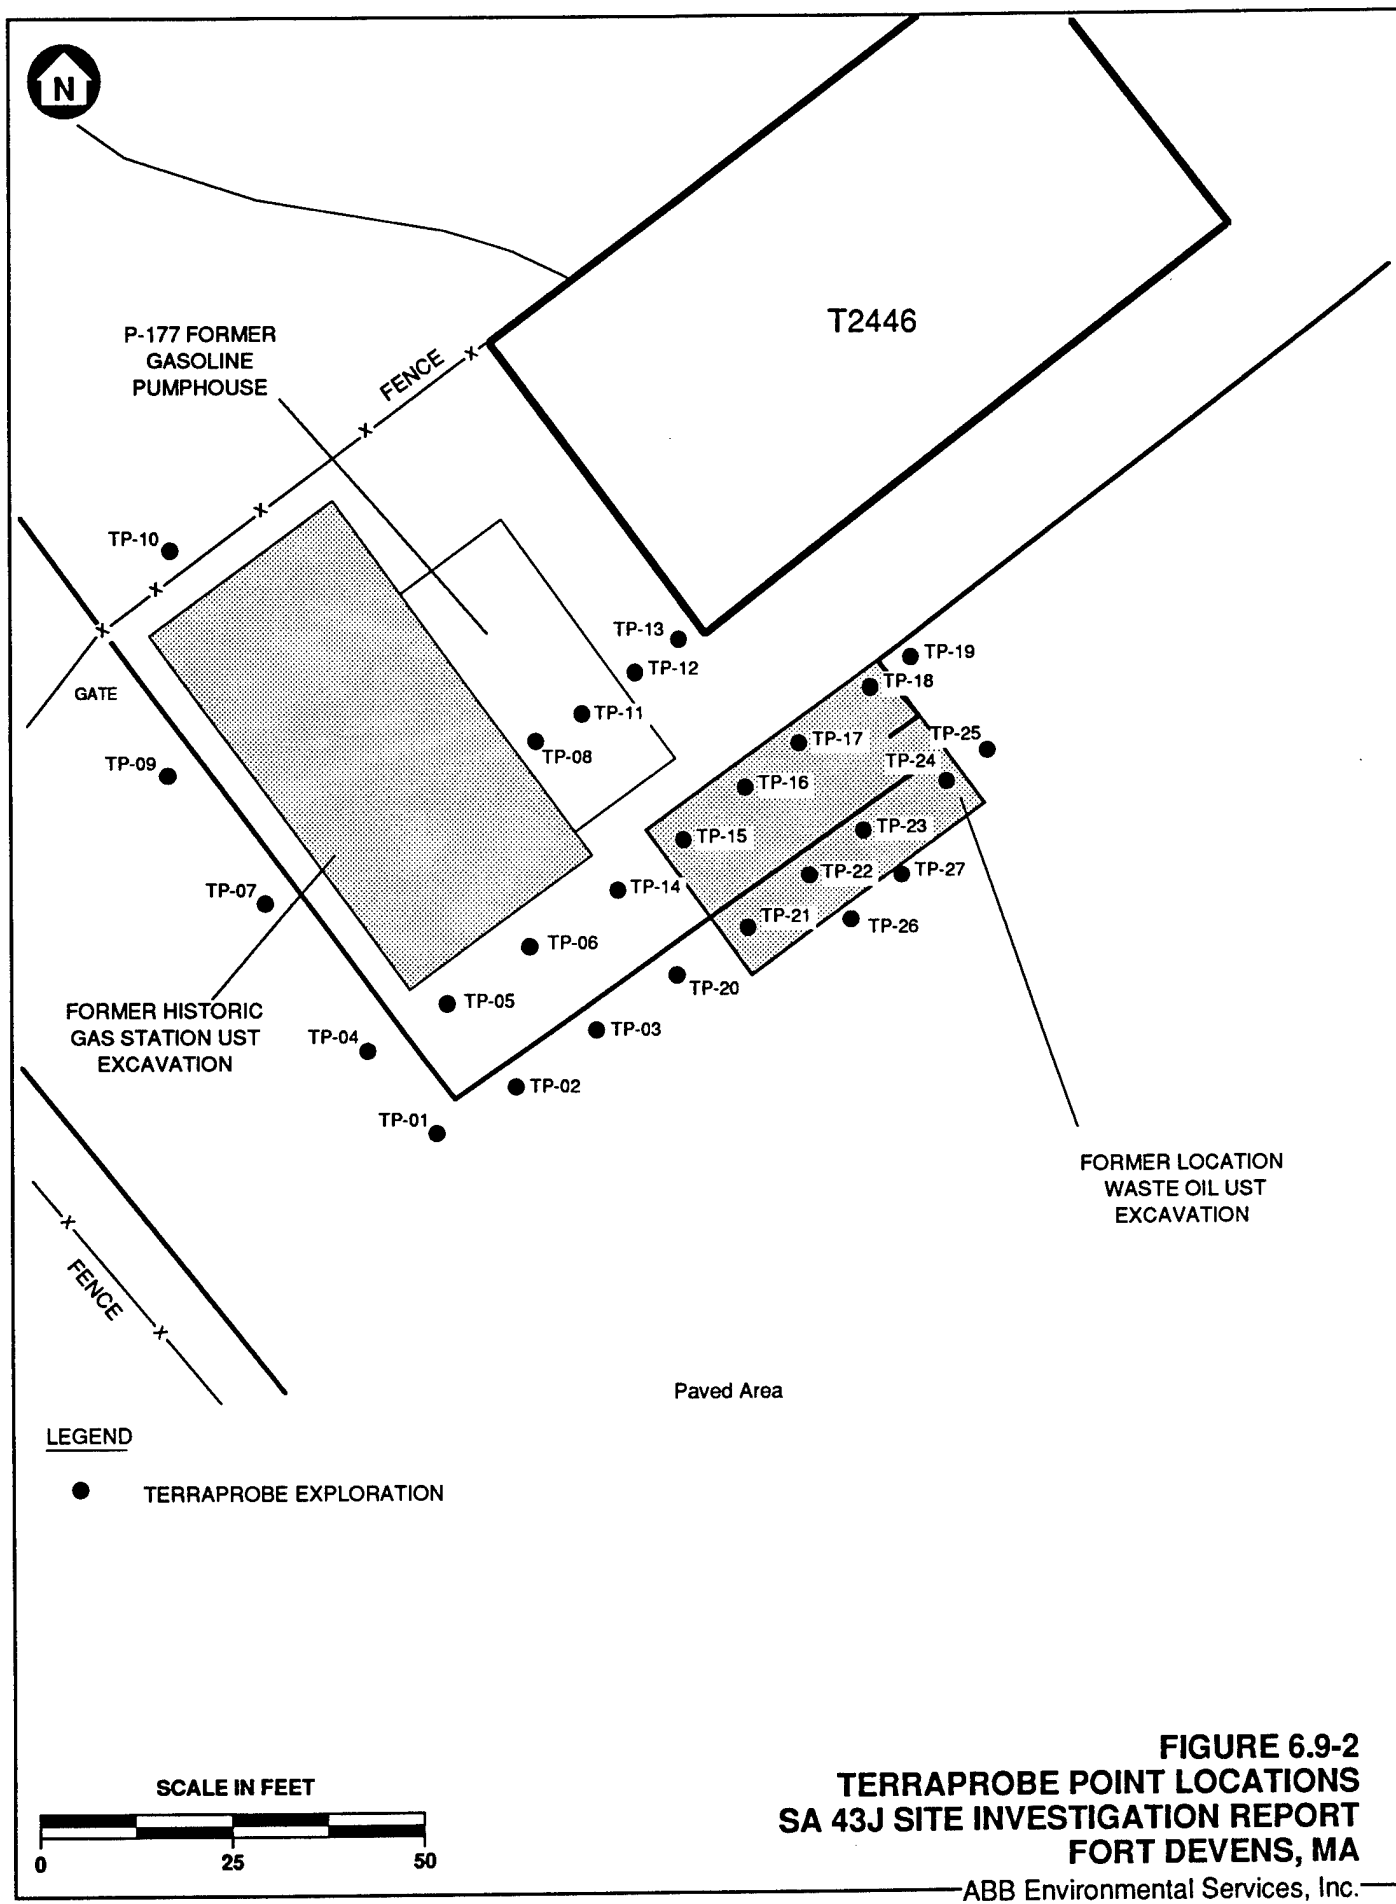 N
T2446
P-177 FORMER
GASOLINE
PUMPHOUSE
FENCE
TP-10
GATE
TP-13
TP-12
TP-11
TP-08
TP-19
TP-18
TP-25
TP-17
TP-24
TP-16
TP-09
TP-15
TP-23
TP-22
TP-27
TP-14
TP-07
TP-21
TP-26
TP-06
TP-20
TP-05
FORMER HISTORIC
GAS STATION UST
EXCAVATION
TP-04
TP-03
TP-02
TP-01
FORMER LOCATION
WASTE OIL UST
EXCAVATION
FENCE
Paved Area
LEGEND
TERRAPROBE EXPLORATION
SCALE IN FEET
0 25 50
FIGURE 6.9-2
TERRAPROBE POINT LOCATIONS
SA 43J SITE INVESTIGATION REPORT
FORT DEVENS, MA
ABB Environmental Services, Inc.